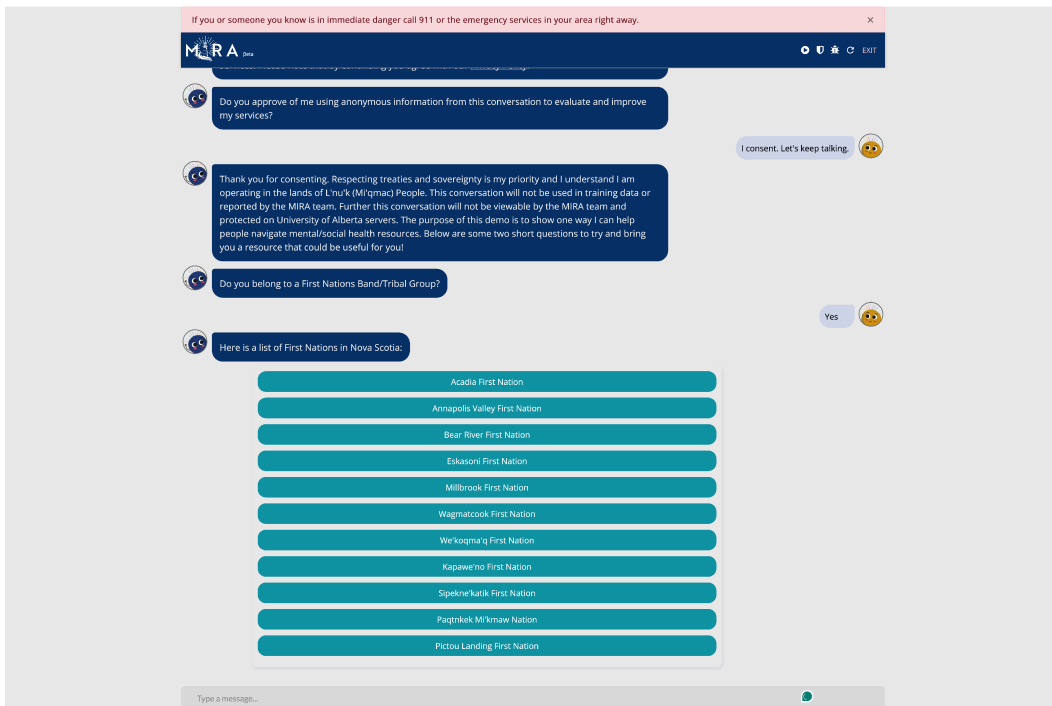 If you or someone you know is in immediate danger call 911 or the emergency services in your area right away.
×
MIRA Beta
EXIT
Do you approve of me using anonymous information from this conversation to evaluate and improve
my services?
I consent. Let's keep talking.
Thank you for consenting. Respecting treaties and sovereignty is my priority and I understand I am
operating in the lands of L'nu'k (Mi'qmac) People. This conversation will not be used in training data or
reported by the MIRA team. Further this conversation will not be viewable by the MIRA team and
protected on University of Alberta servers. The purpose of this demo is to show one way I can help
people navigate mental/social health resources. Below are some two short questions to try and bring
you a resource that could be useful for you!
Do you belong to a First Nations Band/Tribal Group?
Yes
Here is a list of First Nations in Nova Scotia:
Acadia First Nation
Annapolis Valley First Nation
Bear River First Nation
Eskasoni First Nation
Millbrook First Nation
Wagmatcook First Nation
We'koqma'q First Nation
Kapawe'no First Nation
Sipekne'katik First Nation
Paqtnkek Mi'kmaw Nation
Pictou Landing First Nation
Type a message...